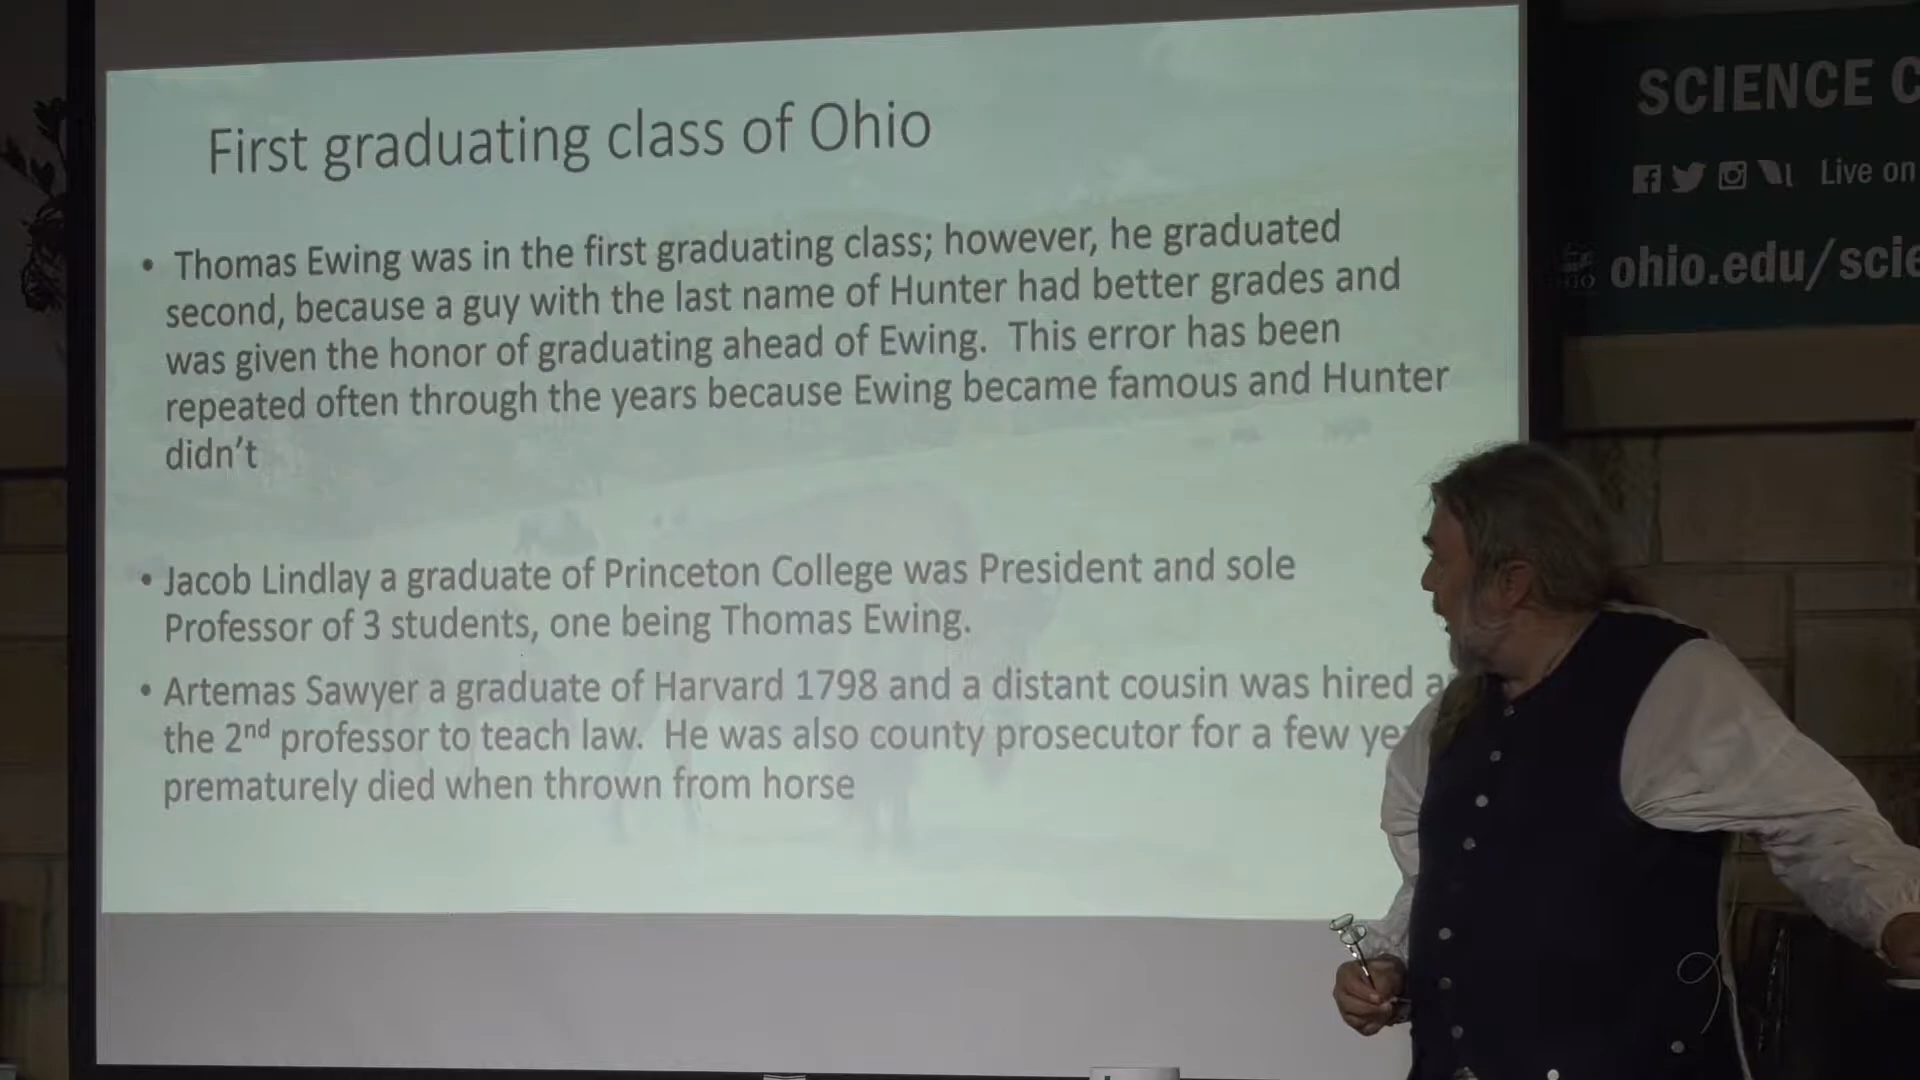 First graduating class of Ohio
• Thomas Ewing was in the first graduating class; however, he graduated
second, because a guy with the last name of Hunter had better grades and
was given the honor of graduating ahead of Ewing. This error has been
repeated often through the years because Ewing became famous and Hunter
didn't
• Jacob Lindlay a graduate of Princeton College was President and sole
Professor of 3 students, one being Thomas Ewing.
• Artemas Sawyer a graduate of Harvard 1798 and a distant cousin was hired
the 2nd professor to teach law. He was also county prosecutor for a few
prematurely died when thrown from horse
SCIENCE
Live on
ohio.edu/scie